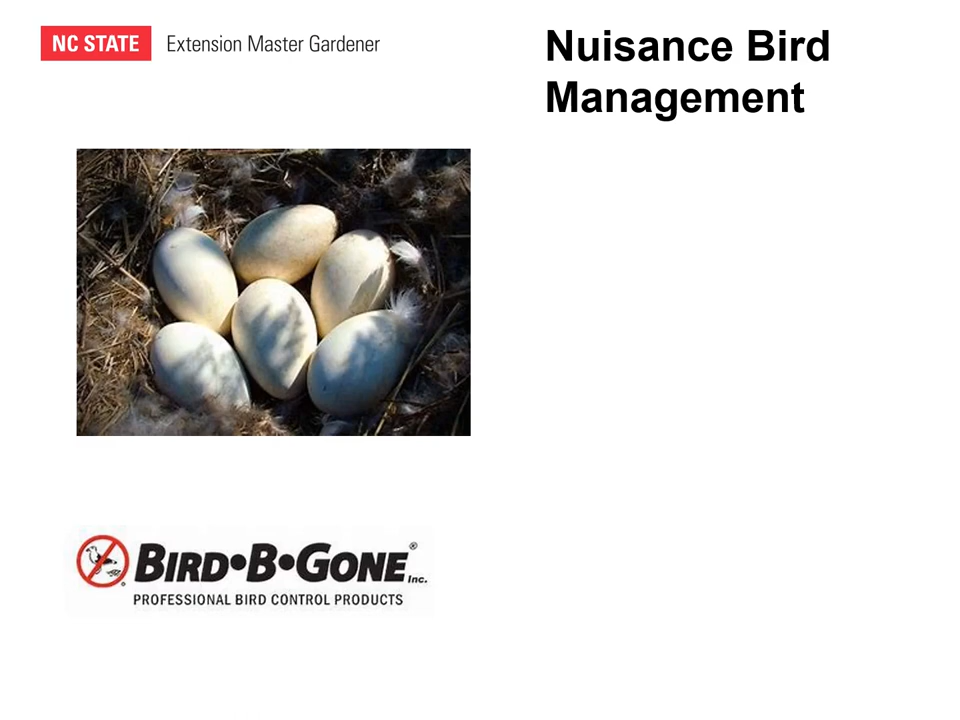 NC STATE Extension Master Gardener
Nuisance Bird
Management
BIRD•B•GONE® Inc.
PROFESSIONAL BIRD CONTROL PRODUCTS